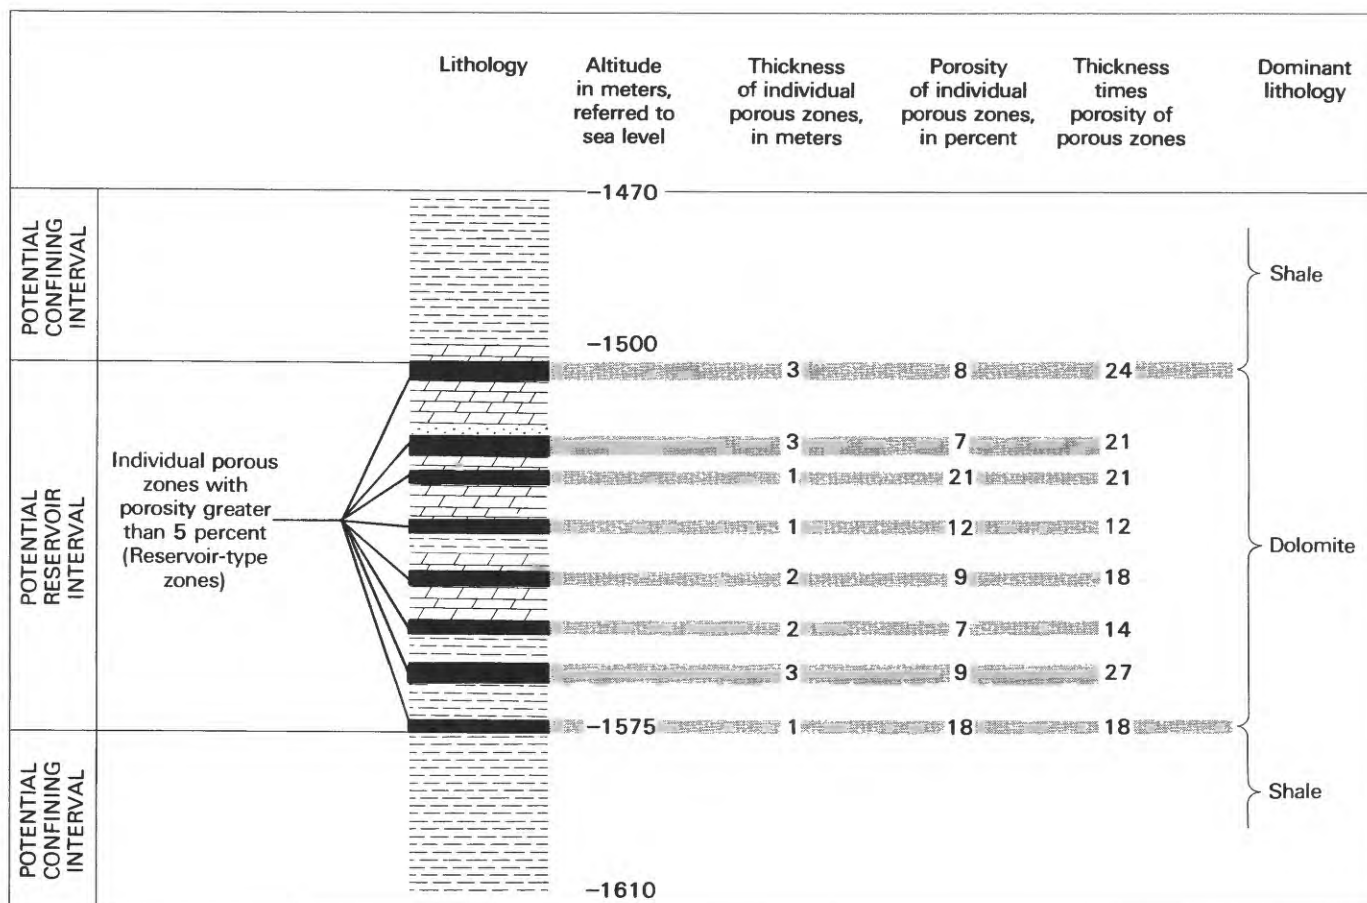 Lithology
Altitude
in meters,
referred to
sea level
Thickness
of individual
porous zones,
in meters
Porosity
of individual
porous zones,
in percent
Thickness
times
porosity of
porous zones
Dominant
lithology
POTENTIAL
CONFINING
INTERVAL
−1470
Shale
−1500
POTENTIAL
RESERVOIR
INTERVAL
Individual porous
zones with
porosity greater
than 5 percent
(Reservoir-type
zones)
3 8 24
3 7 21
1 21 21
1 12 12
Dolomite
2 9 18
2 7 14
3 9 27
−1575 1 18 18
POTENTIAL
CONFINING
INTERVAL
Shale
−1610